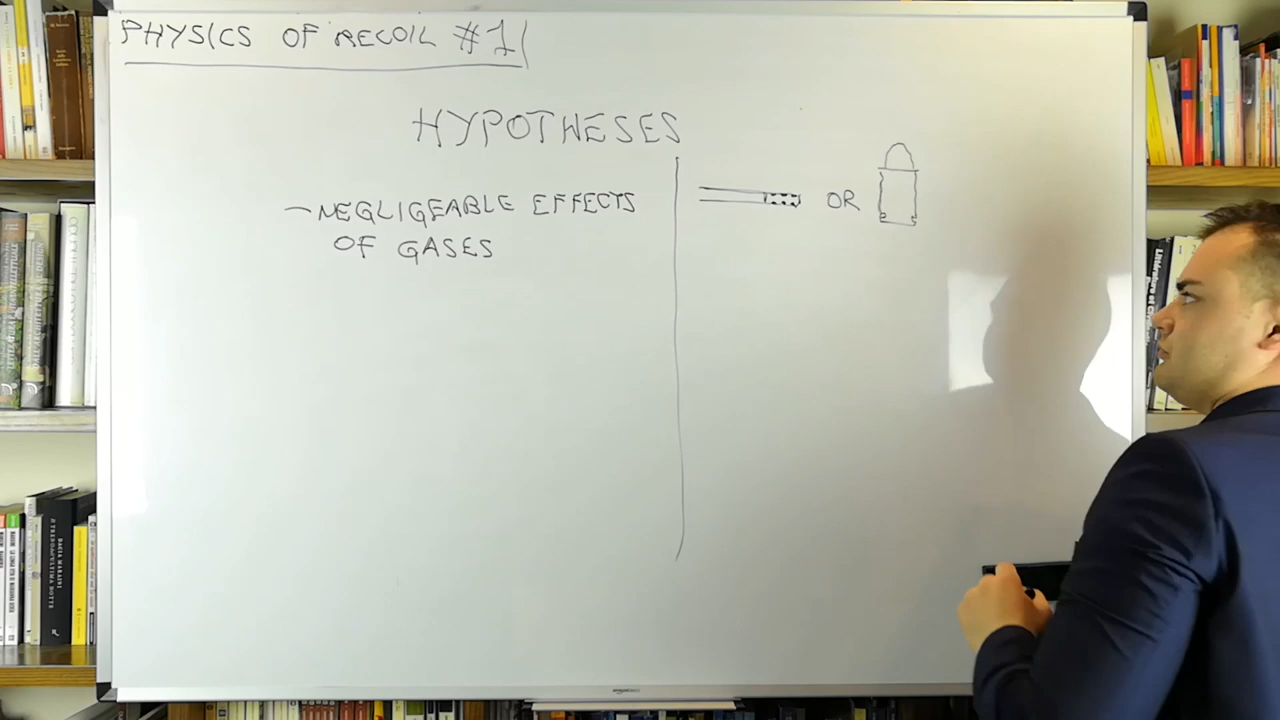 PHYSICS OF RECOIL #1
HYPOTHESES
- NEGLIGEABLE EFFECTS
OF GASES
OR